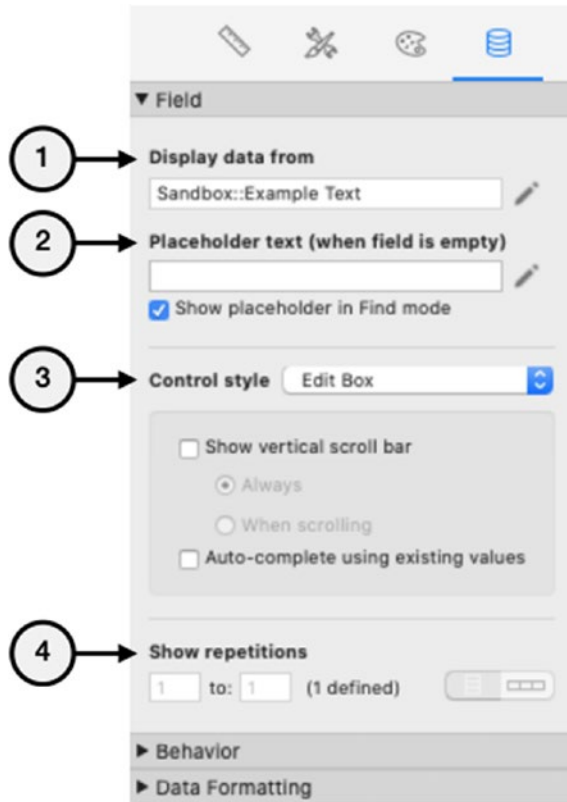 Field
1
Display data from
Sandbox::Example Text
2
Placeholder text (when field is empty)
Show placeholder in Find mode
3
Control style Edit Box
Show vertical scroll bar
Always
When scrolling
Auto-complete using existing values
4
Show repetitions
1 to: 1 (1 defined)
Behavior
Data Formatting